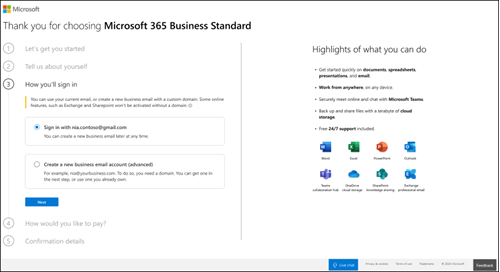 Microsoft
Thank you for choosing Microsoft 365 Business Standard
1 Let's get you started
2 Tell us about yourself
3 How you'll sign in
You can use your current email, or create a new business email with a custom domain. Some online
features, such as Exchange and Sharepoint won't be activated without a domain
Sign in with nia.contoso@gmail.com
You can create a new business email later at any time.
Create a new business email account (advanced)
For example, nia@yourbusiness.com. To do so, you need a domain. You can get one
in the next step, or use one you already own.
Next
4 How would you like to pay?
5 Confirmation details
Highlights of what you can do
• Get started quickly on documents, spreadsheets,
presentations, and email.
• Work from anywhere, on any device.
• Securely meet online and chat with Microsoft Teams.
• Back up and share files with a terabyte of cloud
storage.
• Free 24/7 support included.
Word
Excel
PowerPoint
Outlook
Teams
collaboration hub
OneDrive
cloud storage
SharePoint
knowledge sharing
Exchange
professional email
Live chat
Privacy & cookies
Terms of use
Trademarks
Microsoft
Feedback